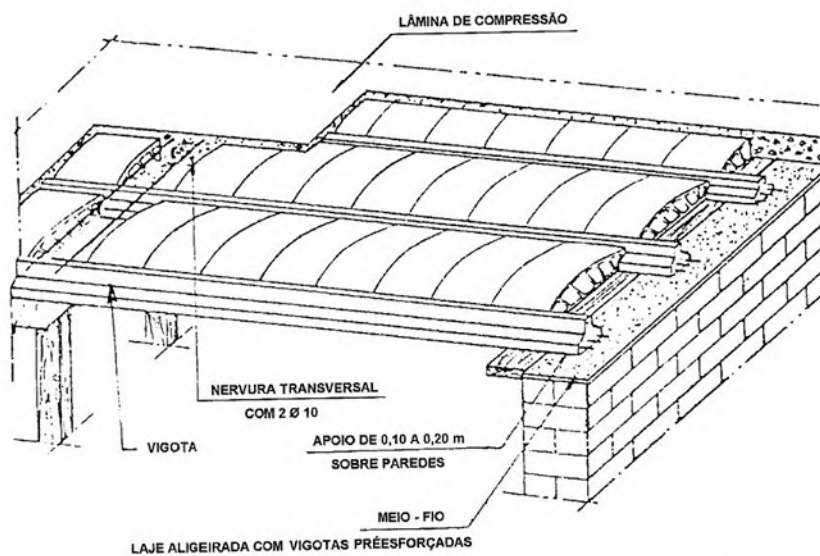 LÂMINA DE COMPRESSÃO
NERVURA TRANSVERSAL
COM 2 Ø 10
VIGOTA
APOIO DE 0,10 A 0,20 m
SOBRE PAREDES
MEIO - FIO
LAJE ALIGEIRADA COM VIGOTAS PRÉESFORÇADAS